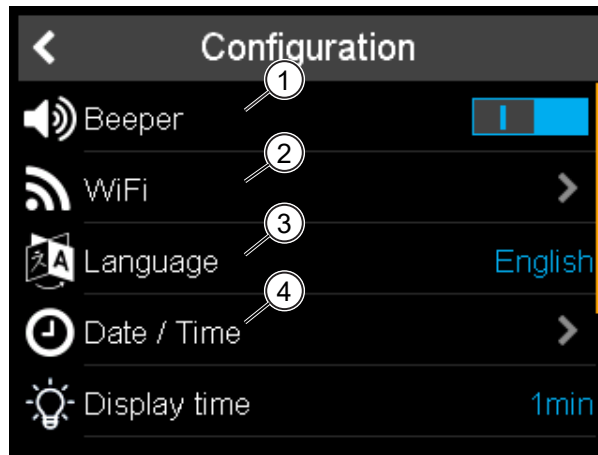 Configuration
1
Beeper
2
WiFi
3
Language English
4
Date / Time
Display time 1min